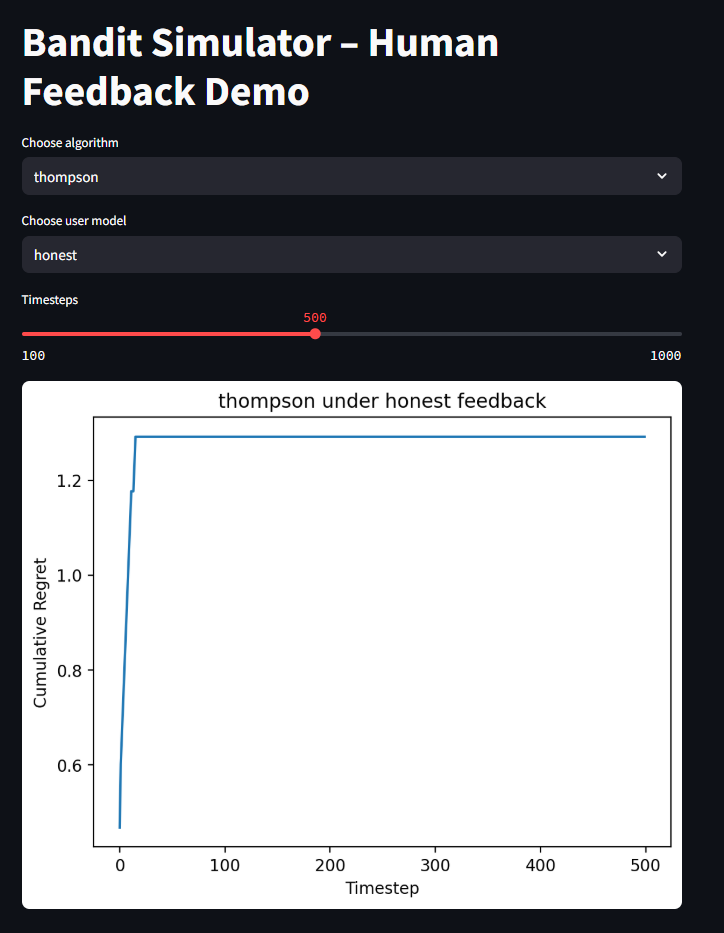 Bandit Simulator – Human
Feedback Demo
Choose algorithm
thompson
Choose user model
honest
Timesteps
500
100 1000
thompson under honest feedback
1.2
1.0
0.8
0.6
Cumulative Regret
0 100 200 300 400 500
Timestep